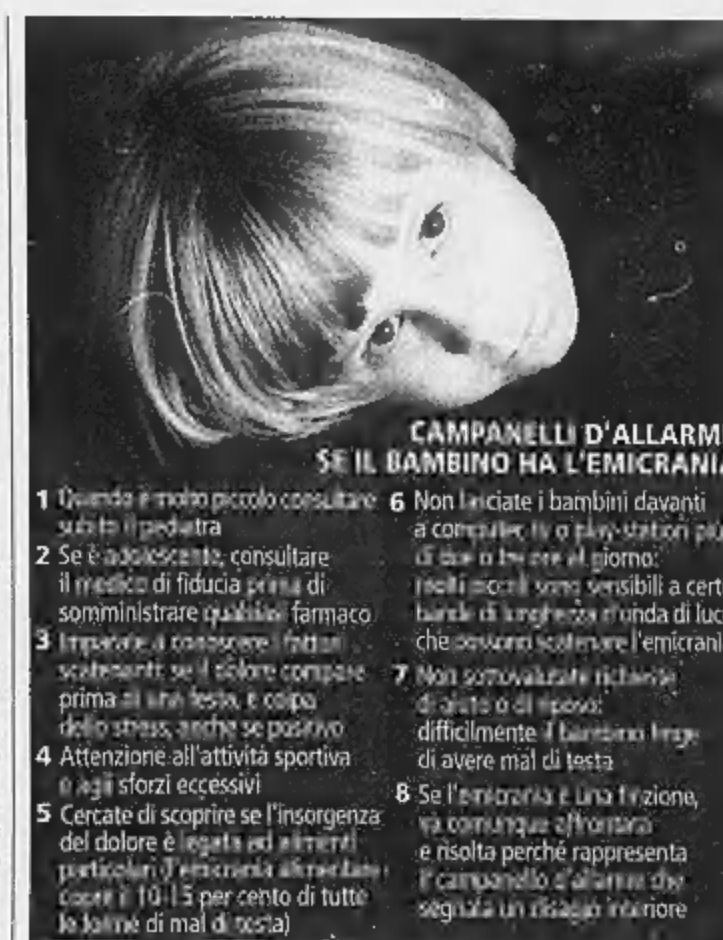 CAMPANELLI D'ALLARM
SE IL BAMBINO HA L'EMICRANIA
1 Quando è molto piccolo consultare
subito il pediatra
2 Se è adolescente, consultare
il medico di fiducia prima di
somministrare qualsiasi farmaco
3 Imparate a conoscere i fattori
scatenanti: se il dolore compare
prima di una festa, è colpa
dello stress, anche se positivo
4 Attenzione all'attività sportiva
o agli sforzi eccessivi
5 Cercate di scoprire se l'insorgenza
del dolore è legata ad alimenti
particolari (l'emicrania alimentare
copre il 10-15 per cento di tutte
le forme di mal di testa)
6 Non lasciate i bambini davanti
a computer, tv o play-station più
di due o tre ore al giorno:
molti piccoli sono sensibili a cert
bande di lunghezza d'onda di luc
che possono scatenare l'emicrani
7 Non sottovalutate richieste
di aiuto o di riposo:
difficilmente il bambino finge
di avere mal di testa
8 Se l'emicrania è una finzione,
va comunque affrontata
e risolta perché rappresenta
il campanello d'allarme che
segnala un disagio interiore